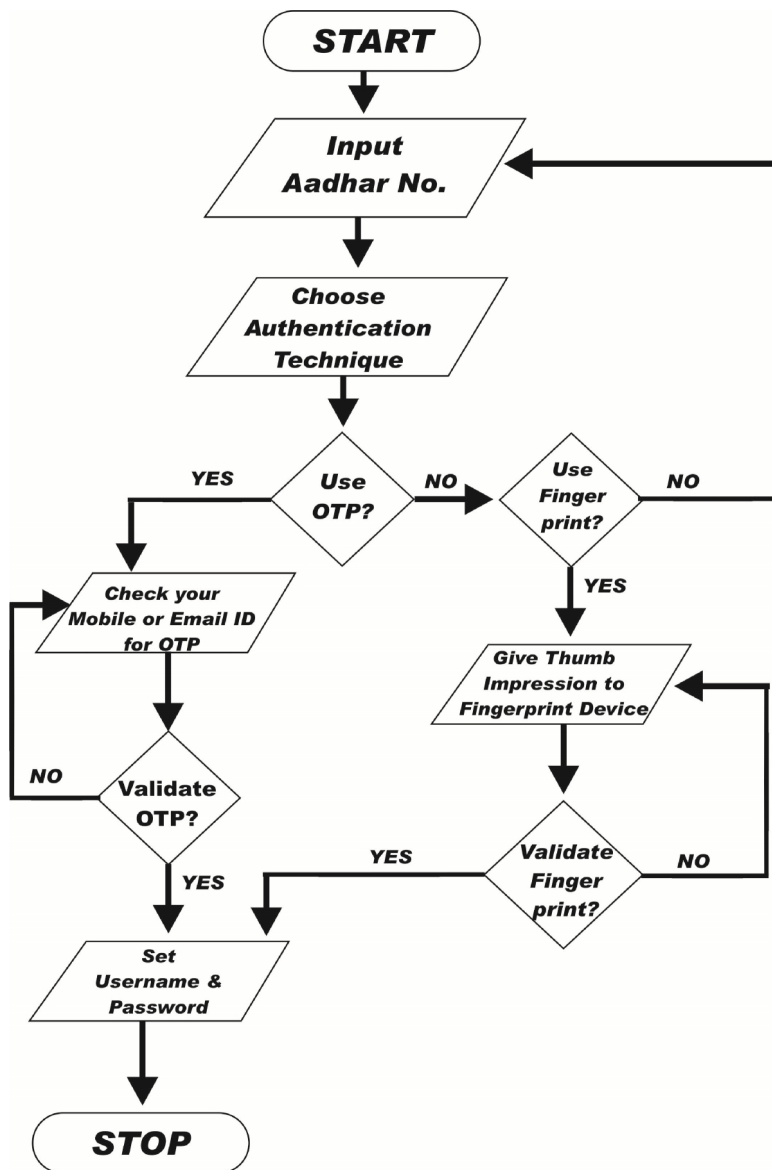 START
Input
Aadhar No.
Choose
Authentication
Technique
YES
Use
OTP?
NO
Use
Finger
print?
NO
Check your
Mobile or Email ID
for OTP
YES
Give Thumb
Impression to
Fingerprint Device
NO
Validate
OTP?
YES
YES
Validate
Finger
print?
NO
Set
Username &
Password
STOP